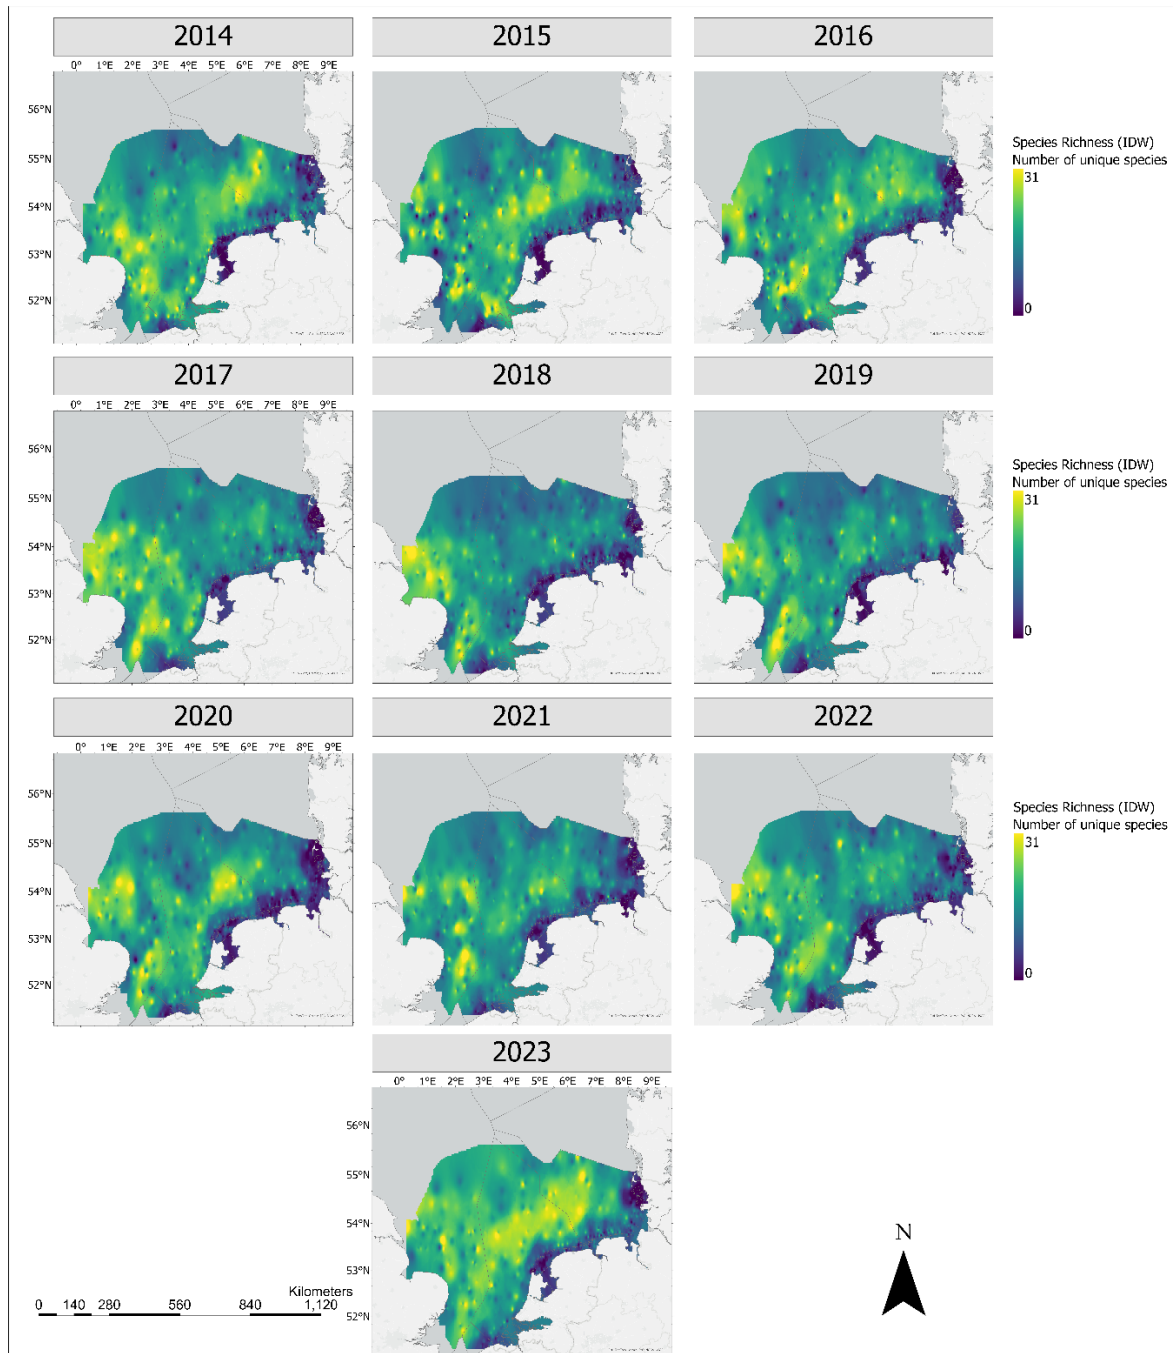 2014
2015
2016
0° 1°E 2°E 3°E 4°E 5°E 6°E 7°E 8°E 9°E
56°N
55°N
54°N
53°N
52°N
Species Richness (IDW)
Number of unique species
31
0
2017
2018
2019
0° 1°E 2°E 3°E 4°E 5°E 6°E 7°E 8°E 9°E
56°N
55°N
54°N
53°N
52°N
Species Richness (IDW)
Number of unique species
31
0
2020
2021
2022
0° 1°E 2°E 3°E 4°E 5°E 6°E 7°E 8°E 9°E
56°N
55°N
54°N
53°N
52°N
Species Richness (IDW)
Number of unique species
31
0
2023
0° 1°E 2°E 3°E 4°E 5°E 6°E 7°E 8°E 9°E
56°N
55°N
54°N
53°N
52°N
N
Kilometers
0 140 280 560 840 1,120